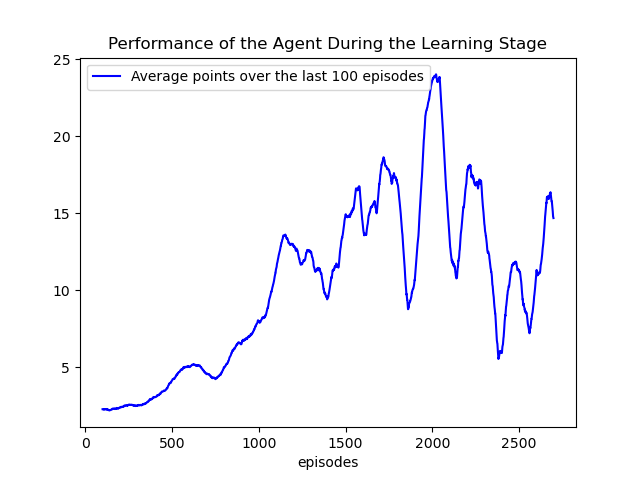 Performance of the Agent During the Learning Stage
Average points over the last 100 episodes
25
20
15
10
5
0 500 1000 1500 2000 2500
episodes